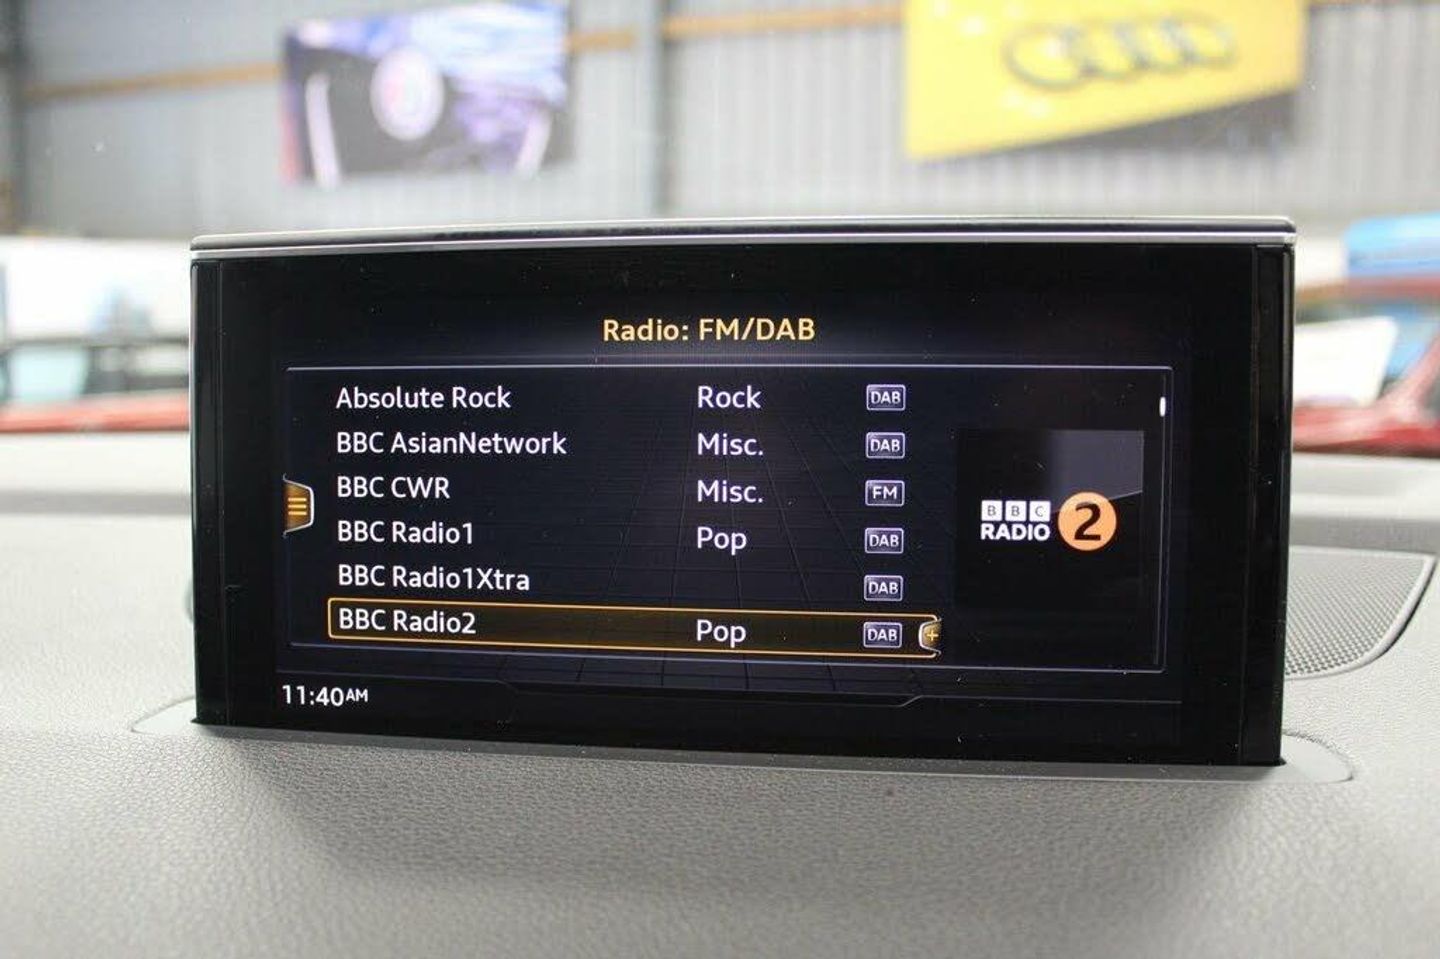 Radio: FM/DAB
Absolute Rock Rock DAB
BBC AsianNetwork Misc. DAB
BBC CWR Misc. FM
BBC Radio1 Pop DAB
BBC Radio1Xtra DAB
BBC Radio2 Pop DAB +
BBC
RADIO 2
11:40AM